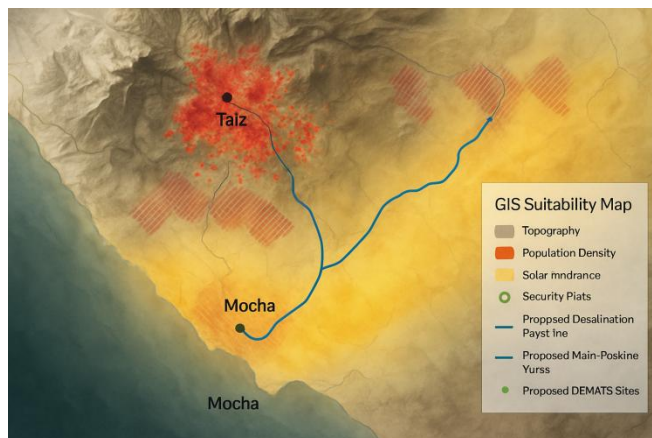 Taiz
Mocha
Mocha
GIS Suitability Map
Topography
Population Density
Solar mndrance
Security Piats
Proppsed Desalination
Payst ine
Proposed Main-Poskine
Yurss
Proposed DEMATS Sites